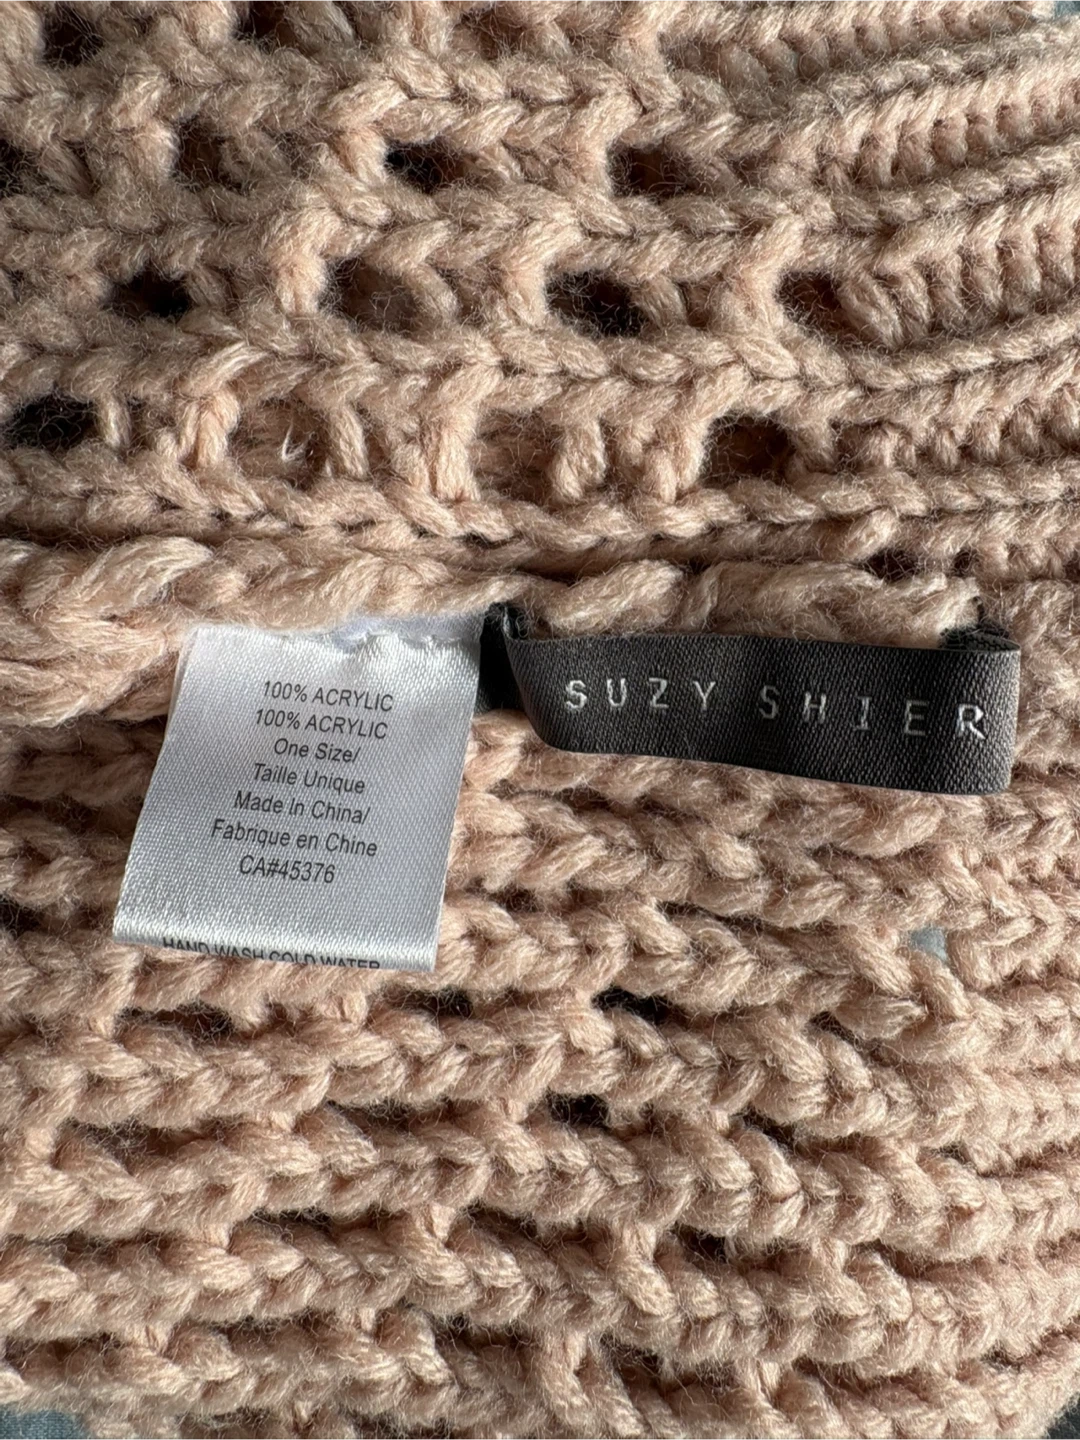 100% ACRYLIC
100% ACRYLIC
One Size/
Taille Unique
Made In China/
Fabrique en Chine
CA#45376
HAND WASH COLD WATER
SUZY SHIER